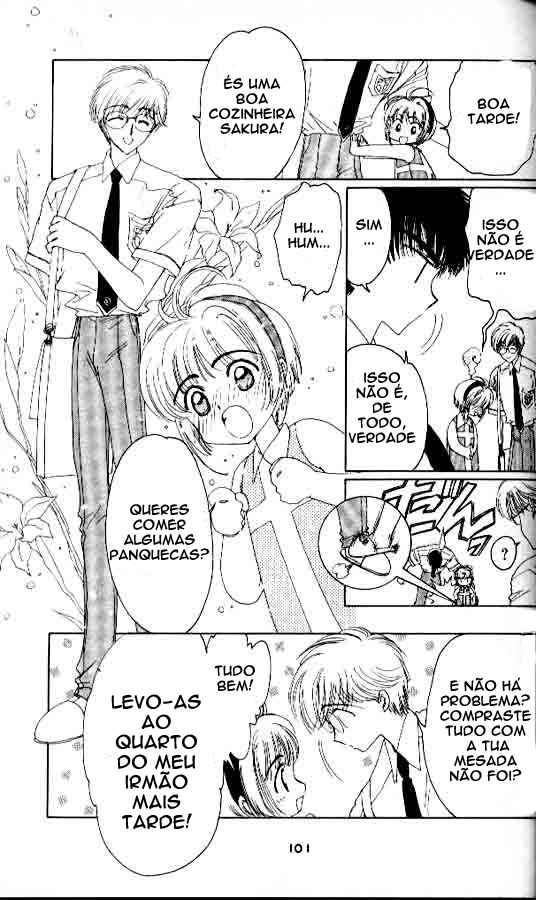 BOA
TARDE!
ÉS UMA
BOA
COZINHEIRA
SAKURA!
ISSO
NÃO É
VERDADE
...
SIM
...
HU...
HUM...
ISSO
NÃO É,
DE
TODO,
VERDADE
QUERES
COMER
ALGUMAS
PANQUECAS?
?
E NÃO HÁ
PROBLEMA?
COMPRASTE
TUDO COM
A TUA
MESADA
NÃO FOI?
TUDO
BEM!
LEVO-AS
AO
QUARTO
DO MEU
IRMÃO
MAIS
TARDE!
101